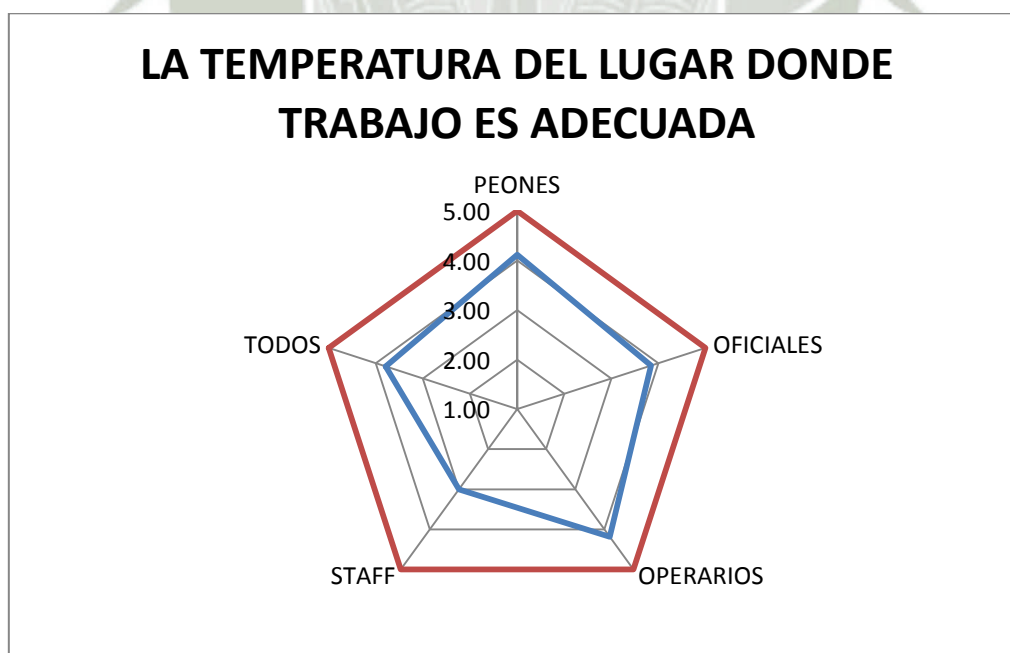 LA TEMPERATURA DEL LUGAR DONDE
TRABAJO ES ADECUADA
PEONES
5.00
4.00
3.00
TODOS
OFICIALES
2.00
1.00
STAFF
OPERARIOS